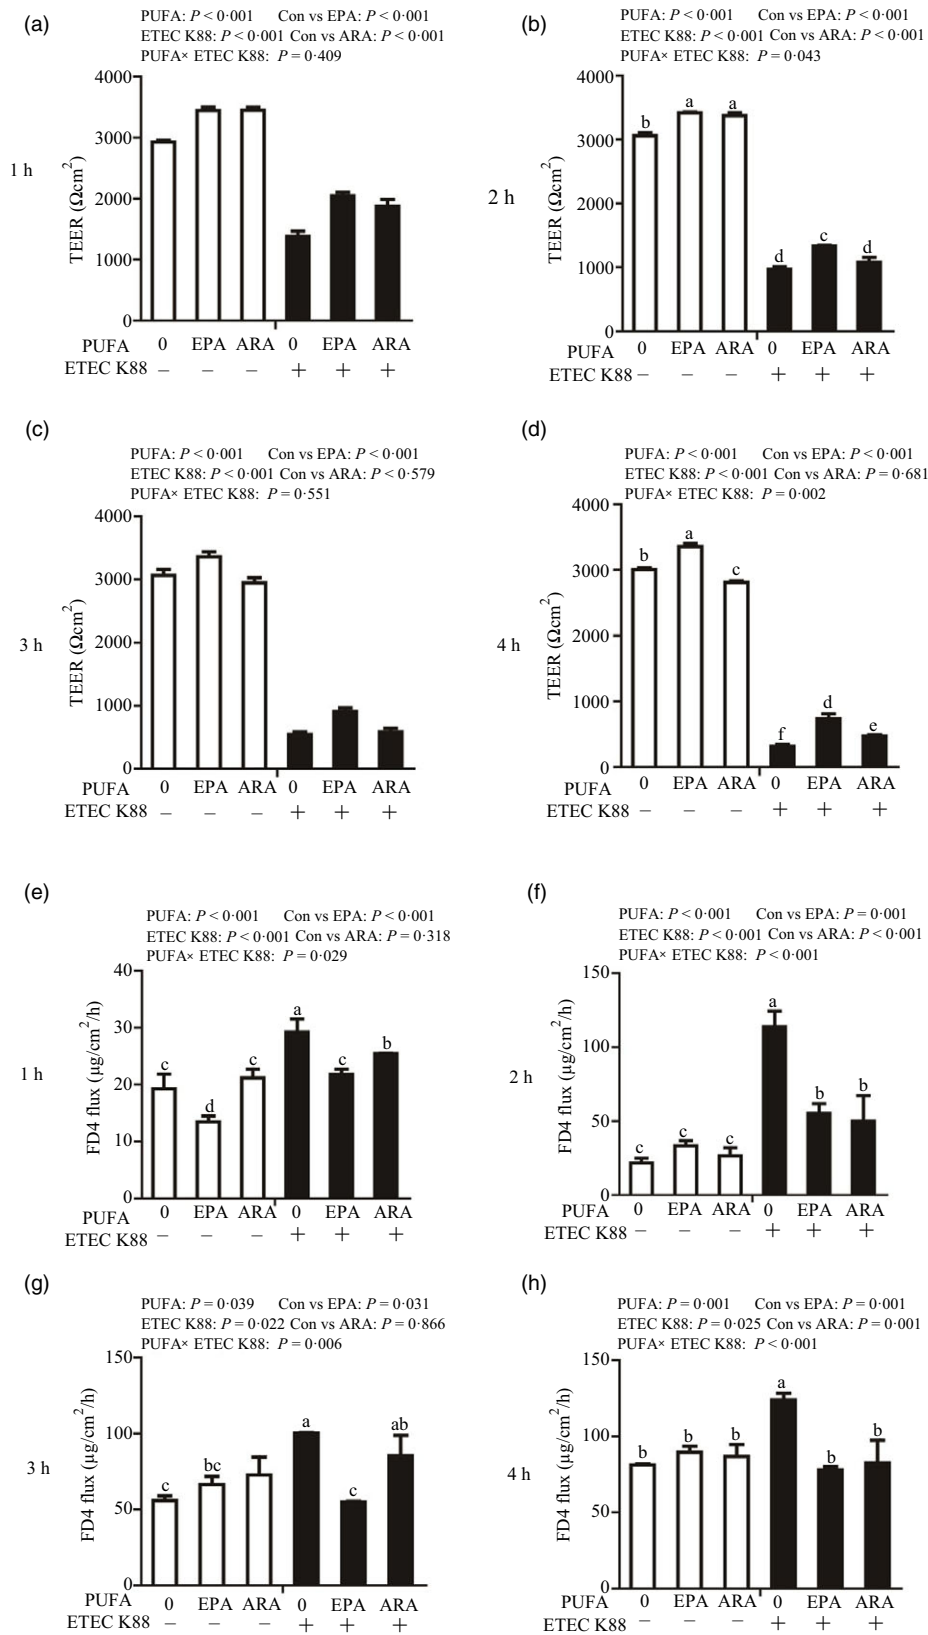 (a)
PUFA: P < 0·001 Con vs EPA: P < 0·001
ETEC K88: P < 0·001 Con vs ARA: P < 0·001
PUFA× ETEC K88: P = 0·409
1 h
TEER (Ωcm²)
4000
3000
2000
1000
0
PUFA 0 EPA ARA 0 EPA ARA
ETEC K88 – – – + + +
(b)
PUFA: P < 0·001 Con vs EPA: P < 0·001
ETEC K88: P < 0·001 Con vs ARA: P < 0·001
PUFA× ETEC K88: P = 0·043
2 h
TEER (Ωcm²)
4000
3000
2000
1000
0
b a a d c d
PUFA 0 EPA ARA 0 EPA ARA
ETEC K88 – – – + + +
(c)
PUFA: P < 0·001 Con vs EPA: P < 0·001
ETEC K88: P < 0·001 Con vs ARA: P < 0·579
PUFA× ETEC K88: P = 0·551
3 h
TEER (Ωcm²)
4000
3000
2000
1000
0
PUFA 0 EPA ARA 0 EPA ARA
ETEC K88 – – – + + +
(d)
PUFA: P < 0·001 Con vs EPA: P < 0·001
ETEC K88: P < 0·001 Con vs ARA: P = 0·681
PUFA× ETEC K88: P = 0·002
4 h
TEER (Ωcm²)
4000
3000
2000
1000
0
b a c f d e
PUFA 0 EPA ARA 0 EPA ARA
ETEC K88 – – – + + +
(e)
PUFA: P < 0·001 Con vs EPA: P < 0·001
ETEC K88: P < 0·001 Con vs ARA: P = 0·318
PUFA× ETEC K88: P = 0·029
1 h
FD4 flux (µg/cm²/h)
40
30
20
10
0
c d c a c b
PUFA 0 EPA ARA 0 EPA ARA
ETEC K88 – – – + + +
(f)
PUFA: P < 0·001 Con vs EPA: P = 0·001
ETEC K88: P < 0·001 Con vs ARA: P < 0·001
PUFA× ETEC K88: P < 0·001
2 h
FD4 flux (µg/cm²/h)
150
100
50
0
c c c a b b
PUFA 0 EPA ARA 0 EPA ARA
ETEC K88 – – – + + +
(g)
PUFA: P = 0·039 Con vs EPA: P = 0·031
ETEC K88: P = 0·022 Con vs ARA: P = 0·866
PUFA× ETEC K88: P = 0·006
3 h
FD4 flux (µg/cm²/h)
150
100
50
0
c bc a c ab
PUFA 0 EPA ARA 0 EPA ARA
ETEC K88 – – – + + +
(h)
PUFA: P = 0·001 Con vs EPA: P = 0·001
ETEC K88: P = 0·025 Con vs ARA: P = 0·001
PUFA× ETEC K88: P < 0·001
4 h
FD4 flux (µg/cm²/h)
150
100
50
0
b b b a b b
PUFA 0 EPA ARA 0 EPA ARA
ETEC K88 – – – + + +